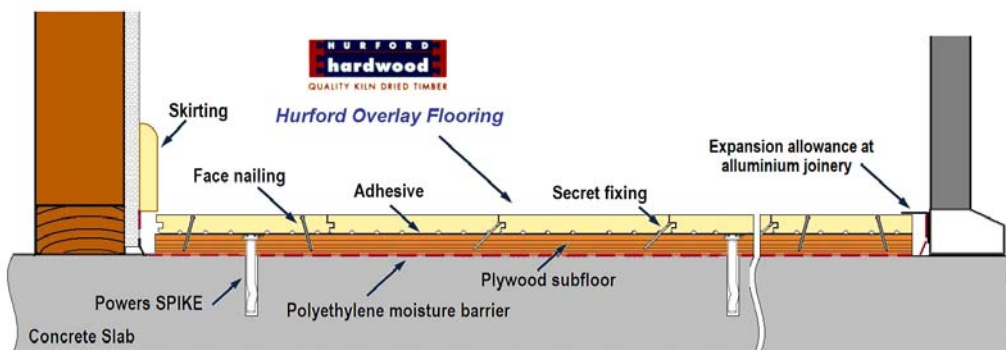 HURFORD
hardwood
QUALITY KILN DRIED TIMBER
Hurford Overlay Flooring
Skirting
Expansion allowance at
alluminium joinery
Face nailing
Adhesive
Secret fixing
Plywood subfloor
Powers SPIKE
Polyethylene moisture barrier
Concrete Slab